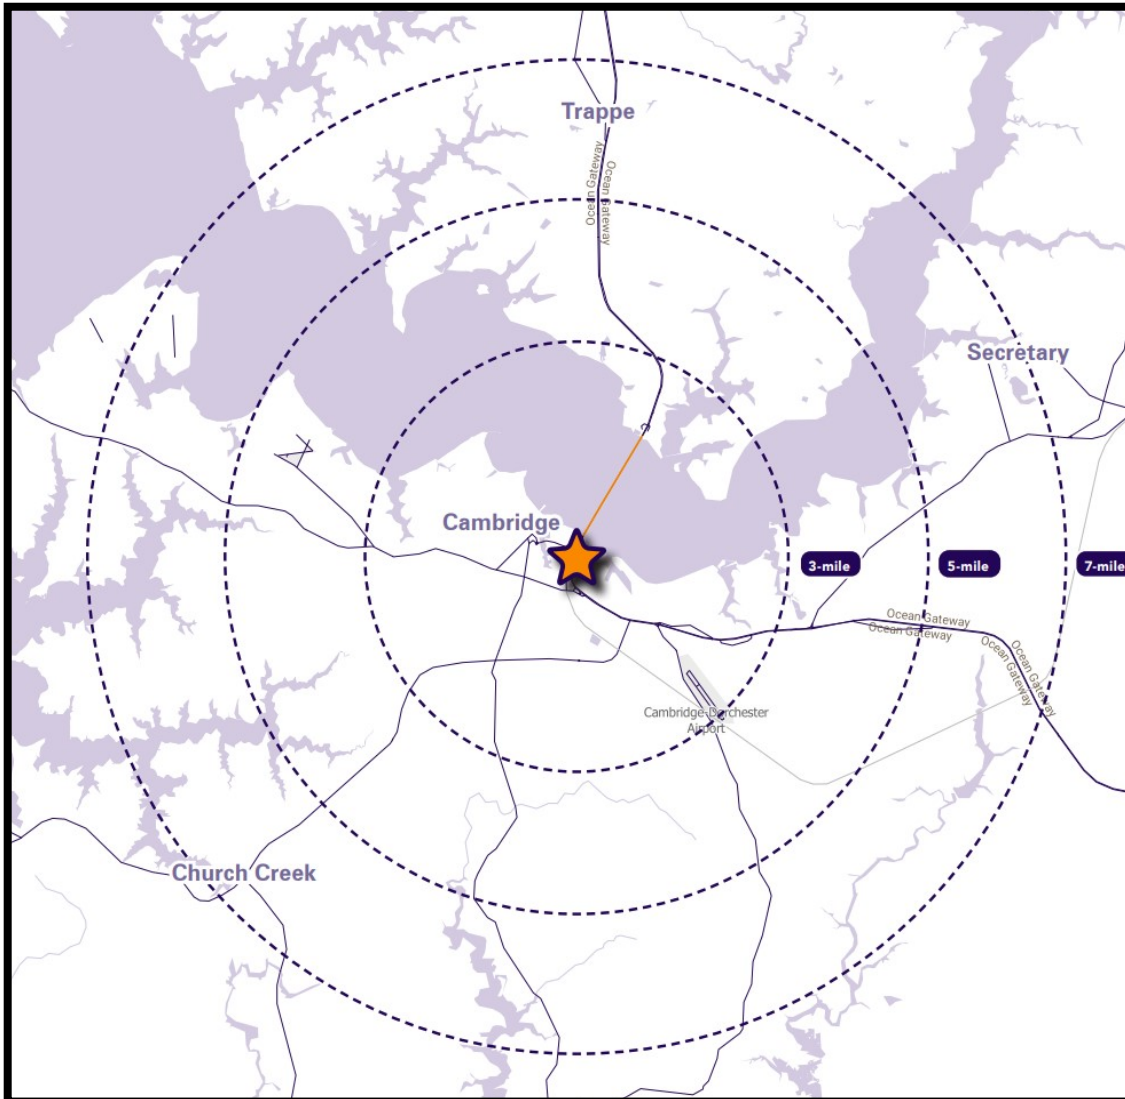 Trappe
Ocean Gateway
Ocean Gateway
Secretary
Cambridge
3-mile
5-mile
7-mile
Ocean Gateway
Ocean Gateway
Ocean Gateway
Ocean Gateway
Cambridge-Dorchester
Airport
Church Creek